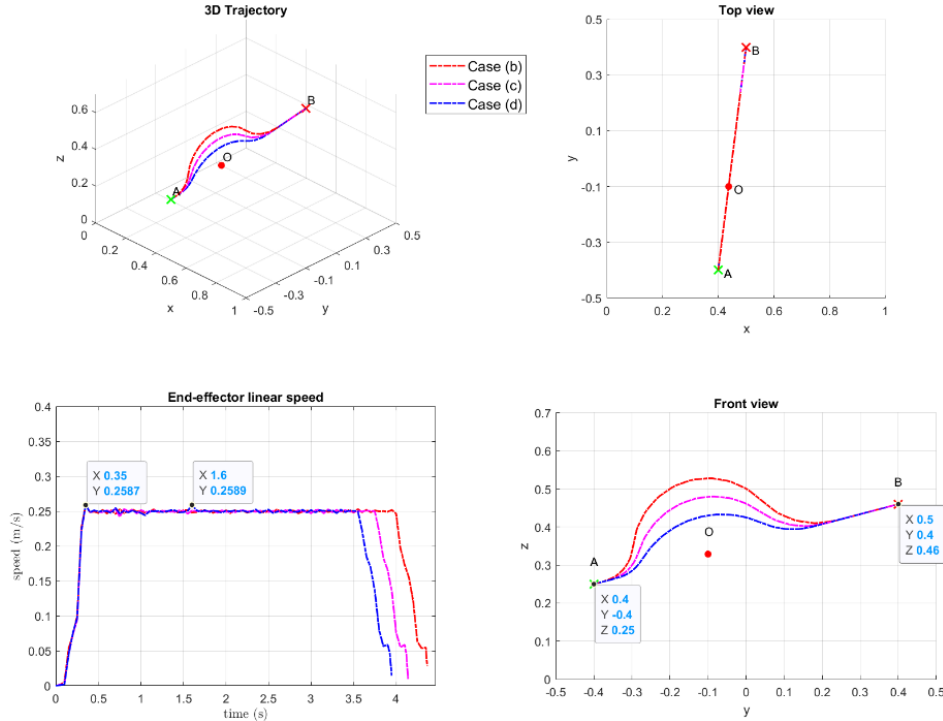 3D Trajectory
0.6
0.4
0.2
0
z
0
0.2
0.4
0.6
0.8
1
x
-0.5
-0.3
-0.1
0.1
0.3
0.5
y
A
B
O
Case (b)
Case (c)
Case (d)
Top view
0.5
0.3
0.1
-0.1
-0.3
-0.5
y
B
O
A
0
0.2
0.4
0.6
0.8
1
x
End-effector linear speed
0.4
0.35
0.3
0.25
0.2
0.15
0.1
0.05
0
speed (m/s)
X 0.35
Y 0.2587
X 1.6
Y 0.2589
0
0.5
1
1.5
2
2.5
3
3.5
4
time (s)
Front view
0.7
0.6
0.5
0.4
0.3
0.2
0.1
0
z
A
O
B
X 0.4
Y -0.4
Z 0.25
X 0.5
Y 0.4
Z 0.46
-0.5
-0.4
-0.3
-0.2
-0.1
0
0.1
0.2
0.3
0.4
0.5
y